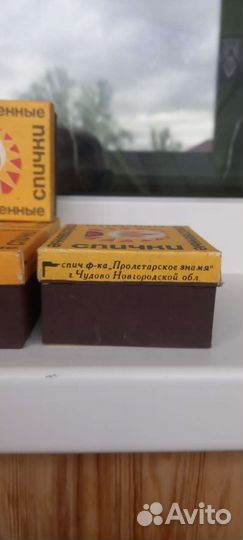 енные
спички
енные
спички
спич. ф-ка „Пролетарское знамя"
г. Чудово Новгородской обл.
Avito